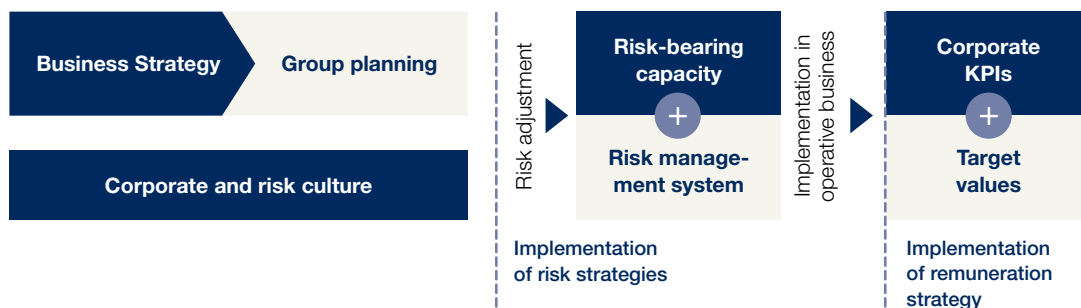 Business Strategy
Group planning
Corporate and risk culture
Risk adjustment
Risk-bearing
capacity
+
Risk manage-
ment system
Implementation
of risk strategies
Implementation in
operative business
Corporate
KPIs
+
Target
values
Implementation
of remuneration
strategy